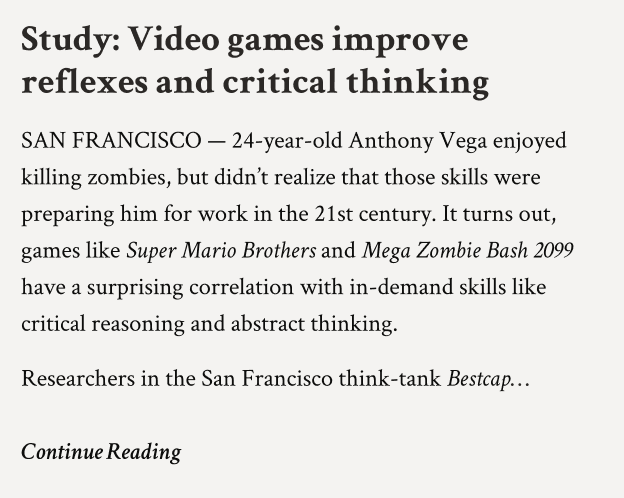 Study: Video games improve
reflexes and critical thinking
SAN FRANCISCO — 24-year-old Anthony Vega enjoyed
killing zombies, but didn’t realize that those skills were
preparing him for work in the 21st century. It turns out,
games like Super Mario Brothers and Mega Zombie Bash 2099
have a surprising correlation with in-demand skills like
critical reasoning and abstract thinking.
Researchers in the San Francisco think-tank Bestcap…
Continue Reading